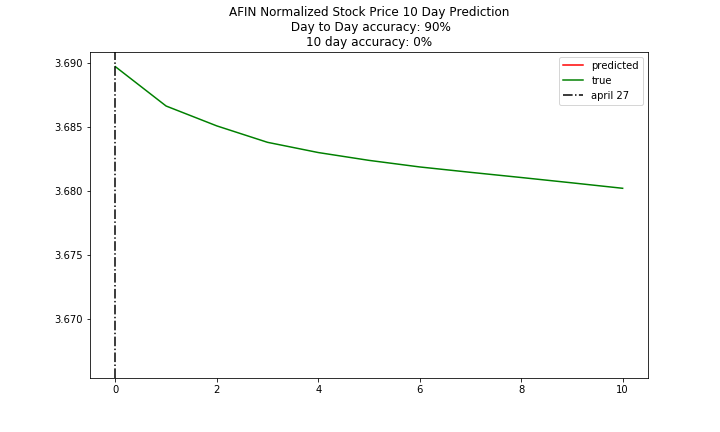 AFIN Normalized Stock Price 10 Day Prediction
Day to Day accuracy: 90%
10 day accuracy: 0%
predicted
true
april 27
3.690
3.685
3.680
3.675
3.670
0 2 4 6 8 10